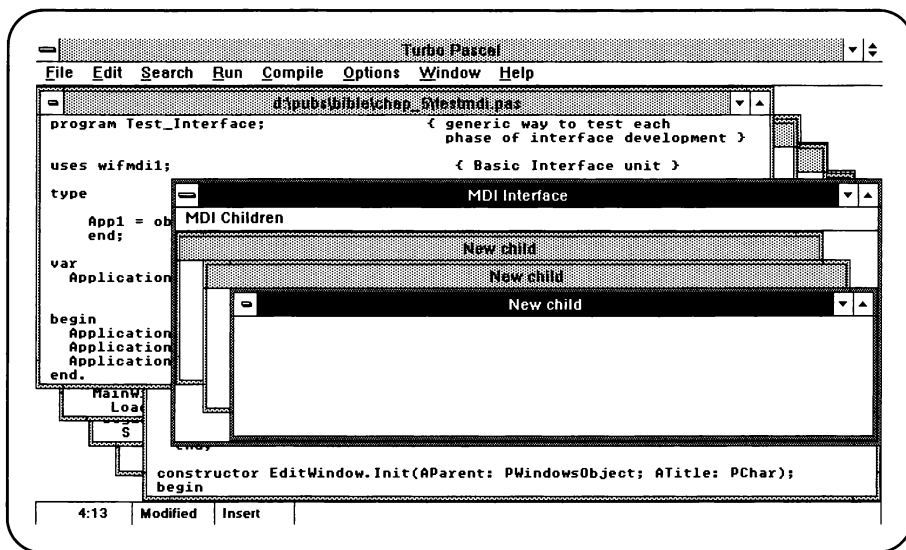 Turbo Pascal
File Edit Search Run Compile Options Window Help
d:\pubs\bible\chap_5\testmdi.pas
program Test_Interface; { generic way to test each
phase of interface development }
uses wifmdi1; { Basic Interface unit }
type
App1 = ob
end;
var
Application
begin
Application
Application
Application
end.
MDI Interface
MDI Children
New child
New child
New child
MainW
Loa
S
end;
constructor EditWindow.Init(AParent: PWindowsObject; ATitle: PChar);
begin
4:13 Modified Insert